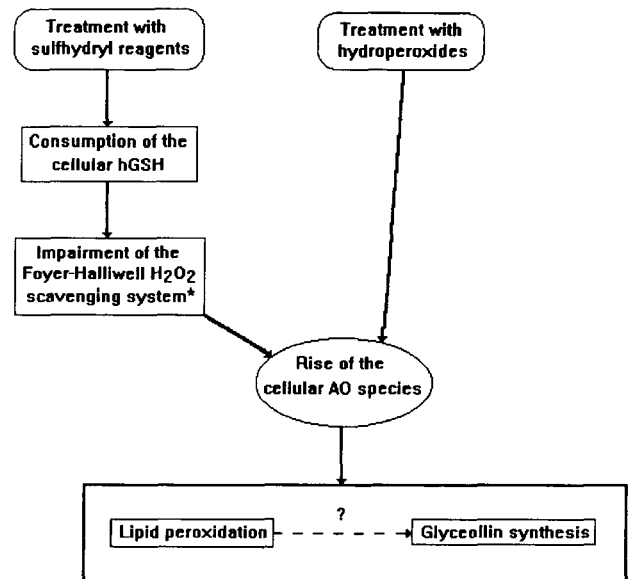 Treatment with
sulfhydryl reagents
Treatment with
hydroperoxides
Consumption of the
cellular hGSH
Impairment of the
Foyer-Halliwell H2O2
scavenging system*
Rise of the
cellular AO species
?
Lipid peroxidation
Glyceollin synthesis